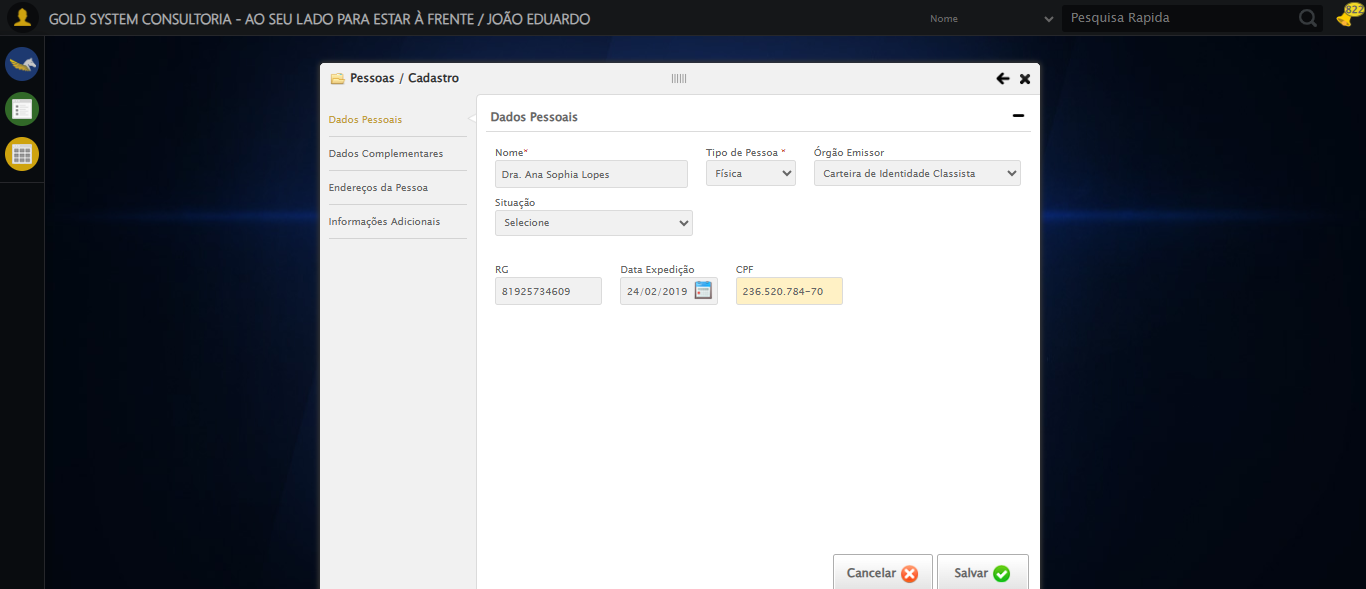 GOLD SYSTEM CONSULTORIA - AO SEU LADO PARA ESTAR À FRENTE / JOÃO EDUARDO
Nome
Pesquisa Rapida
822
Pessoas / Cadastro
Dados Pessoais
Dados Complementares
Endereços da Pessoa
Informações Adicionais
Dados Pessoais
Nome* Tipo de Pessoa * Órgão Emissor
Dra. Ana Sophia Lopes Física Carteira de Identidade Classista
Situação
Selecione
RG Data Expedição CPF
81925734609 24/02/2019 236.520.784-70
Cancelar Salvar